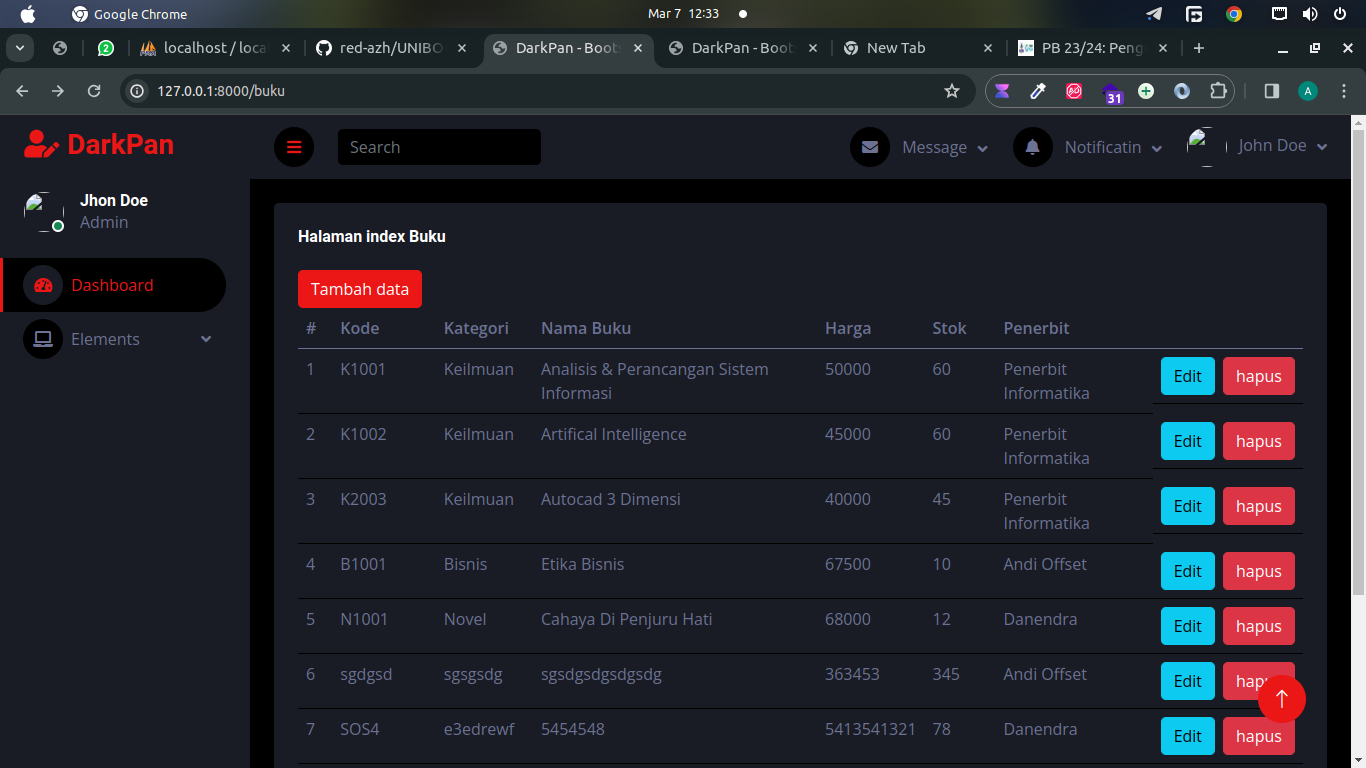 Google Chrome
Mar 7 12:33
2
localhost / loca
red-azh/UNIBO
DarkPan - Boots
DarkPan - Boots
New Tab
PB 23/24: Peng
127.0.0.1:8000/buku
31
A
DarkPan
Search
Message
Notificatin
John Doe
Jhon Doe
Admin
Dashboard
Elements
Halaman index Buku
Tambah data
# Kode Kategori Nama Buku Harga Stok Penerbit
1 K1001 Keilmuan Analisis & Perancangan Sistem 50000 60 Penerbit Edit hapus
Informasi Informatika
2 K1002 Keilmuan Artifical Intelligence 45000 60 Penerbit Edit hapus
Informatika
3 K2003 Keilmuan Autocad 3 Dimensi 40000 45 Penerbit Edit hapus
Informatika
4 B1001 Bisnis Etika Bisnis 67500 10 Andi Offset Edit hapus
5 N1001 Novel Cahaya Di Penjuru Hati 68000 12 Danendra Edit hapus
6 sgdgsd sgsgsdg sgsdgsdgsdgsdg 363453 345 Andi Offset Edit hapus
7 SOS4 e3edrewf 5454548 5413541321 78 Danendra Edit hapus